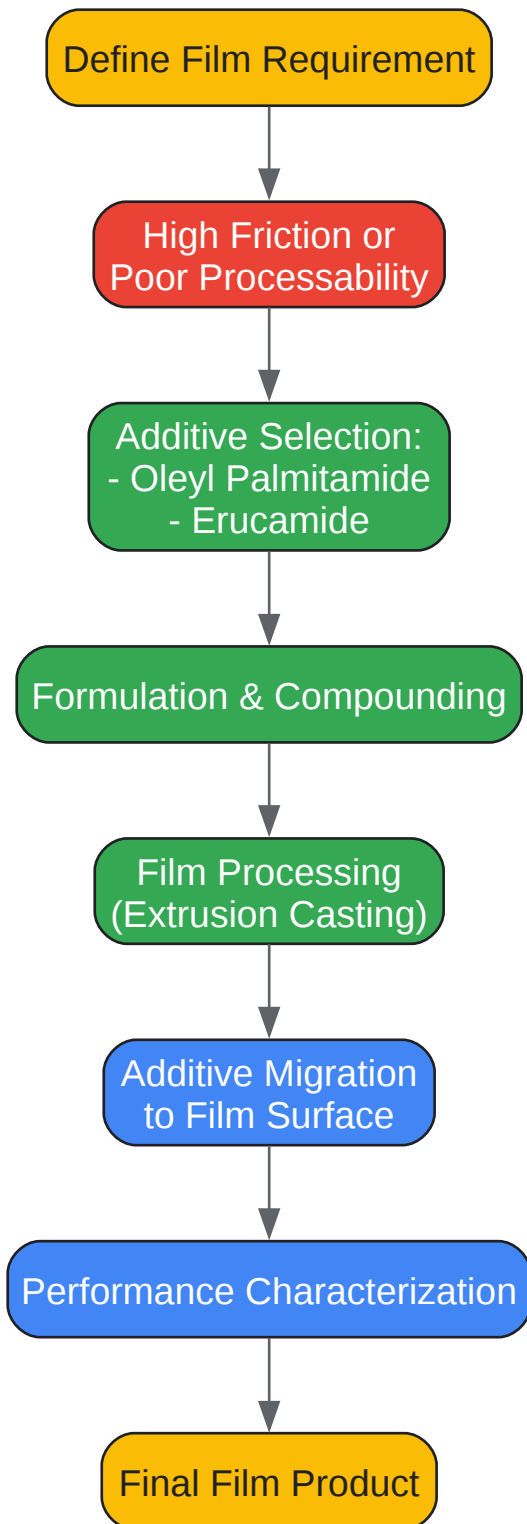 Define Film Requirement
High Friction or
Poor Processability
Additive Selection:
- Oleyl Palmitamide
- Erucamide
Formulation & Compounding
Film Processing
(Extrusion Casting)
Additive Migration
to Film Surface
Performance Characterization
Final Film Product